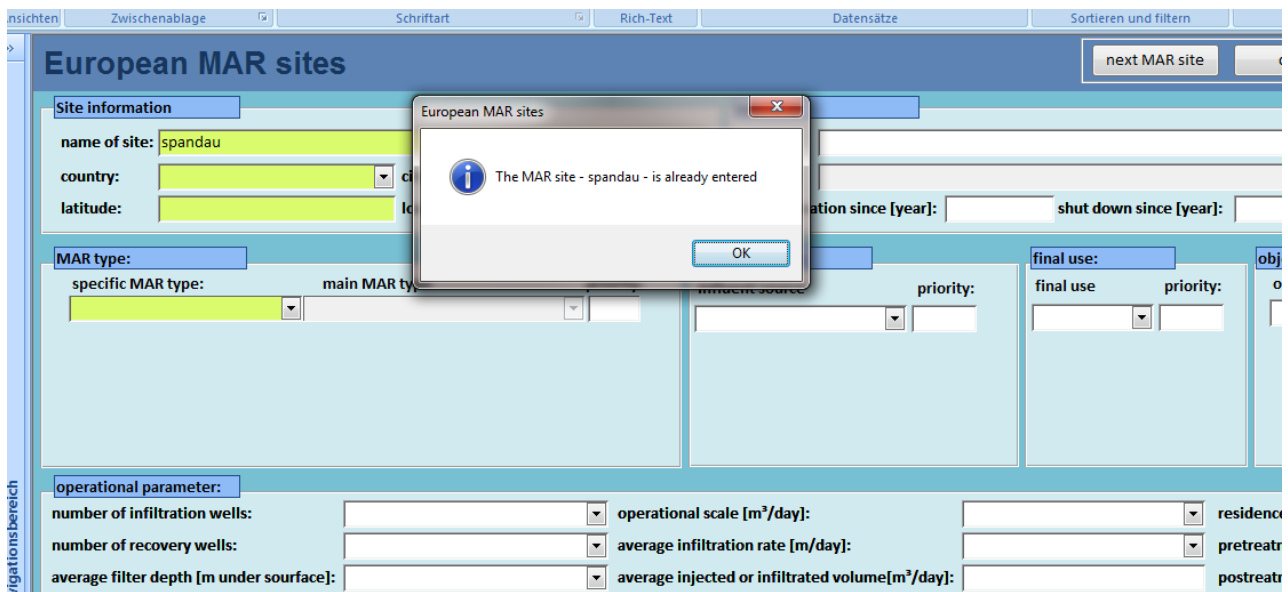 Zwischenablage Schriftart Rich-Text Datensätze Sortieren und filtern
European MAR sites
next MAR site
Site information
European MAR sites
The MAR site - spandau - is already entered
OK
name of site: spandau
country:
latitude:
shut down since [year]:
since [year]:
MAR type:
specific MAR type:
main MAR
priority:
final use:
final use priority:
operational parameter:
number of infiltration wells:
operational scale [m³/day]:
number of recovery wells:
average infiltration rate [m/day]:
average filter depth [m under sourface]:
average injected or infiltrated volume[m³/day]: